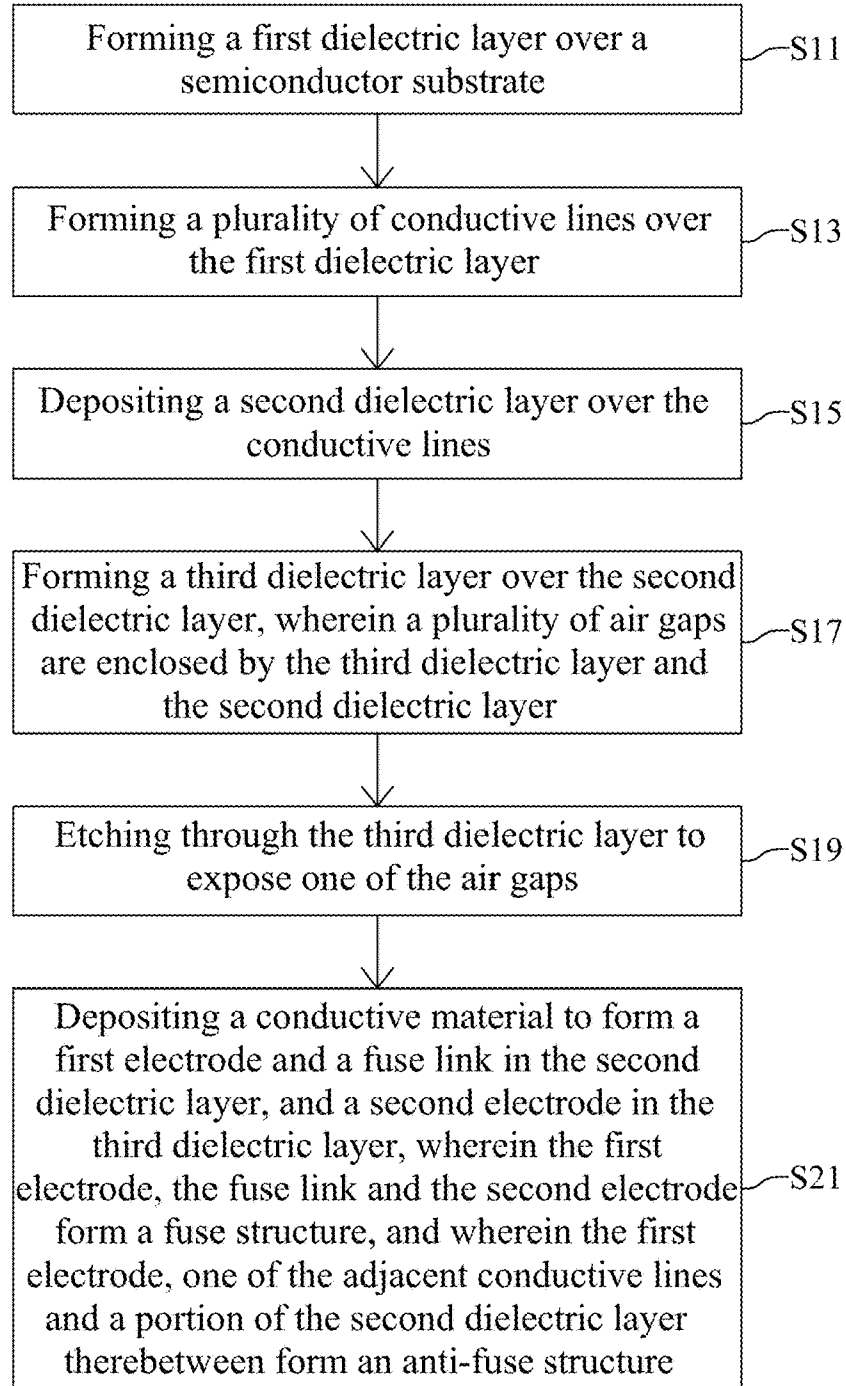 Forming a first dielectric layer over a
semiconductor substrate
S11
Forming a plurality of conductive lines over
the first dielectric layer
S13
Depositing a second dielectric layer over the
conductive lines
S15
Forming a third dielectric layer over the second
dielectric layer, wherein a plurality of air gaps
are enclosed by the third dielectric layer and
the second dielectric layer
S17
Etching through the third dielectric layer to
expose one of the air gaps
S19
Depositing a conductive material to form a
first electrode and a fuse link in the second
dielectric layer, and a second electrode in the
third dielectric layer, wherein the first
electrode, the fuse link and the second electrode
form a fuse structure, and wherein the first
electrode, one of the adjacent conductive lines
and a portion of the second dielectric layer
therebetween form an anti-fuse structure
S21